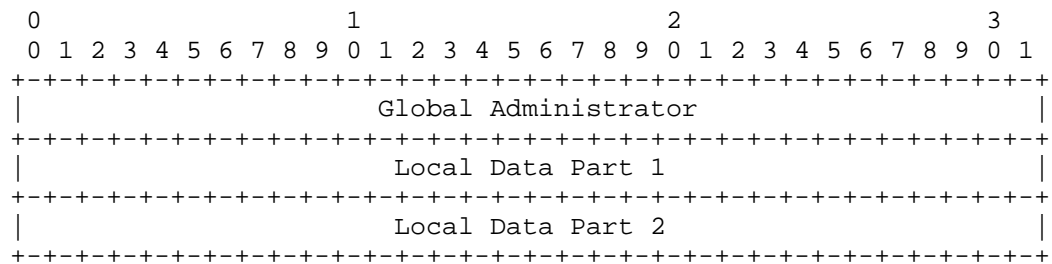 0                   1                   2                   3
 0 1 2 3 4 5 6 7 8 9 0 1 2 3 4 5 6 7 8 9 0 1 2 3 4 5 6 7 8 9 0 1
+-+-+-+-+-+-+-+-+-+-+-+-+-+-+-+-+-+-+-+-+-+-+-+-+-+-+-+-+-+-+-+-+
|                      Global Administrator                     |
+-+-+-+-+-+-+-+-+-+-+-+-+-+-+-+-+-+-+-+-+-+-+-+-+-+-+-+-+-+-+-+-+
|                       Local Data Part 1                       |
+-+-+-+-+-+-+-+-+-+-+-+-+-+-+-+-+-+-+-+-+-+-+-+-+-+-+-+-+-+-+-+-+
|                       Local Data Part 2                       |
+-+-+-+-+-+-+-+-+-+-+-+-+-+-+-+-+-+-+-+-+-+-+-+-+-+-+-+-+-+-+-+-+